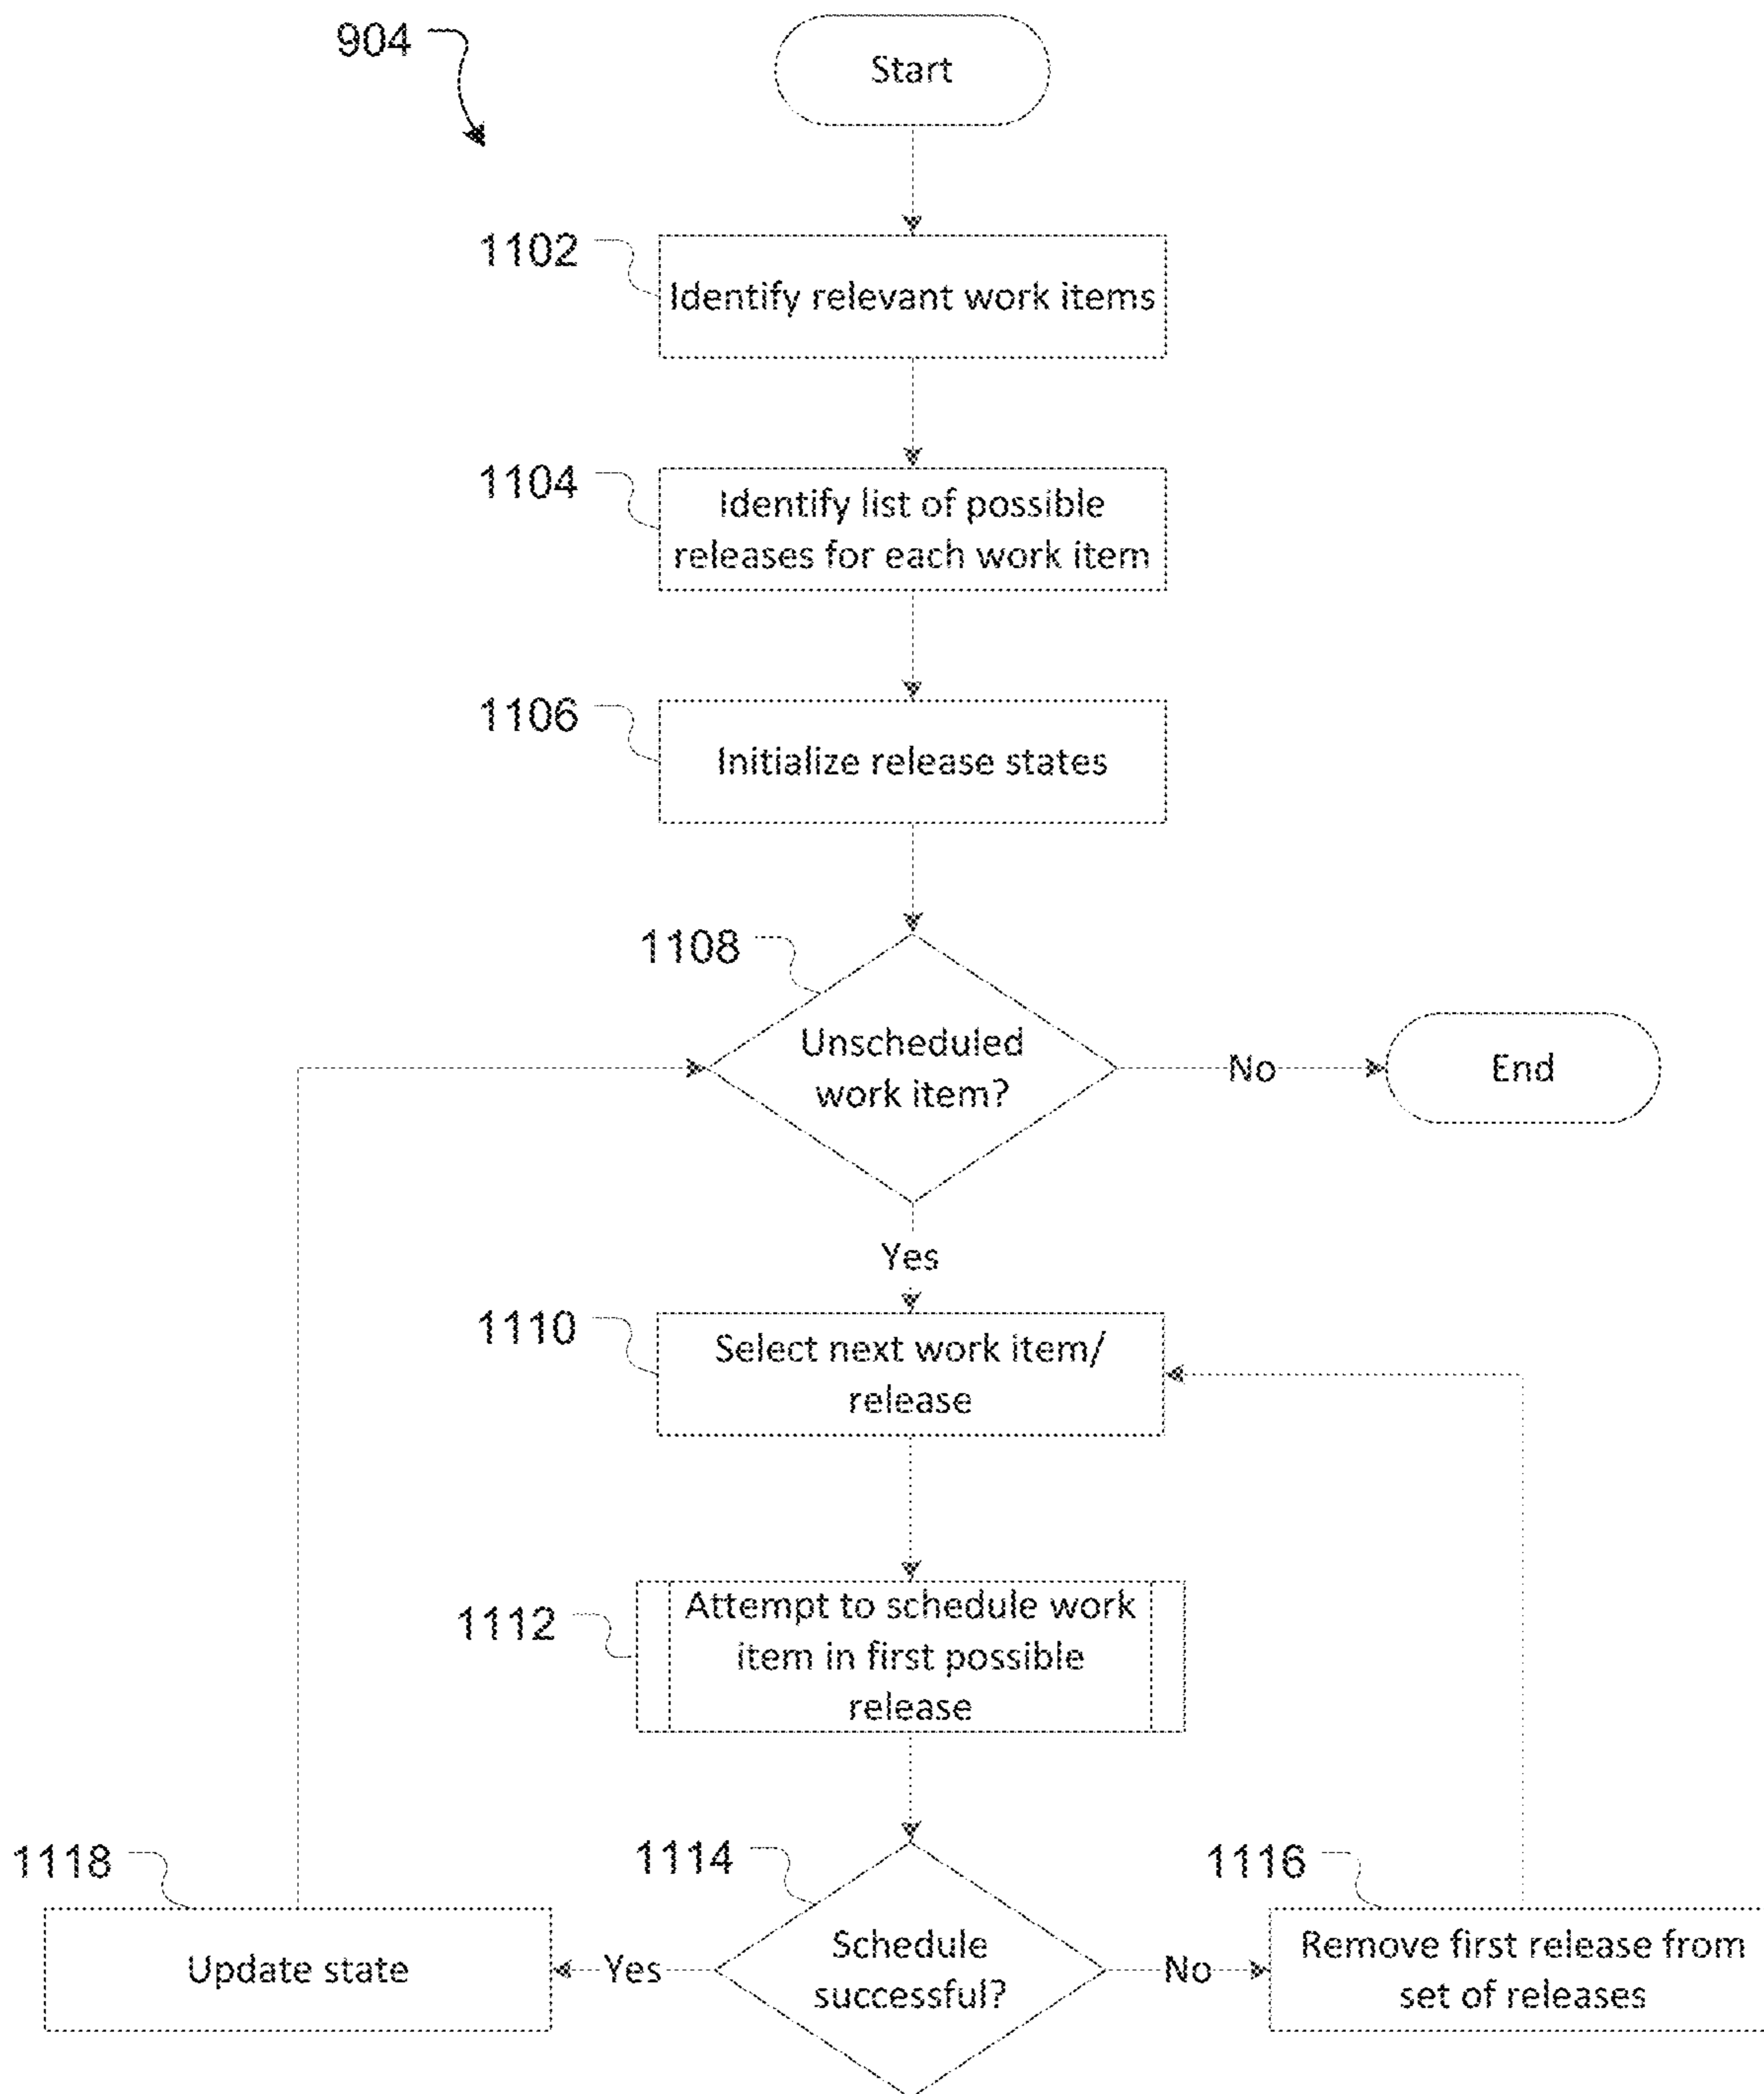 904
Start
1102
Identify relevant work items
1104
Identify list of possible
releases for each work item
1106
Initialize release states
1108
Unscheduled
work item?
No
End
Yes
1110
Select next work item/
release
1112
Attempt to schedule work
item in first possible
release
1118
1114
1116
Update state
Yes
Schedule
successful?
No
Remove first release from
set of releases